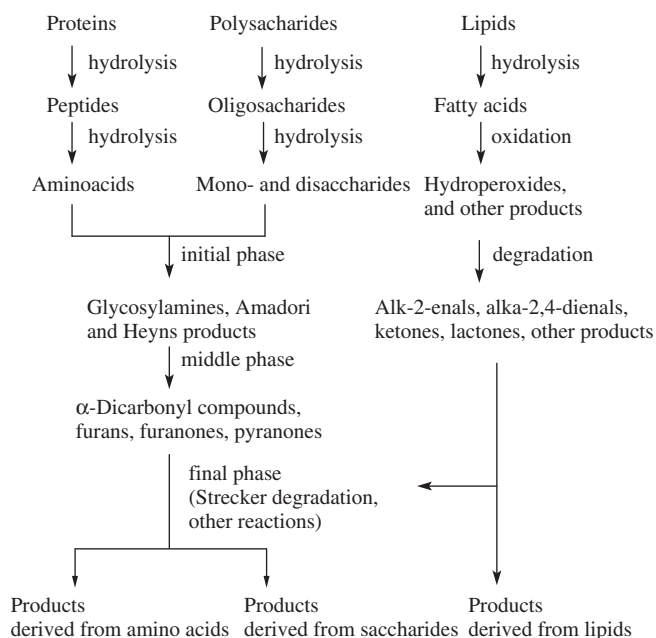 Proteins Polysacharides Lipids
hydrolysis hydrolysis hydrolysis
Peptides Oligosacharides Fatty acids
hydrolysis hydrolysis oxidation
Aminoacids Mono- and disaccharides Hydroperoxides,
and other products
initial phase degradation
Glycosylamines, Amadori Alk-2-enals, alka-2,4-dienals,
and Heyns products ketones, lactones, other products
middle phase
α-Dicarbonyl compounds,
furans, furanones, pyranones
final phase
(Strecker degradation,
other reactions)
Products Products Products
derived from amino acids derived from saccharides derived from lipids